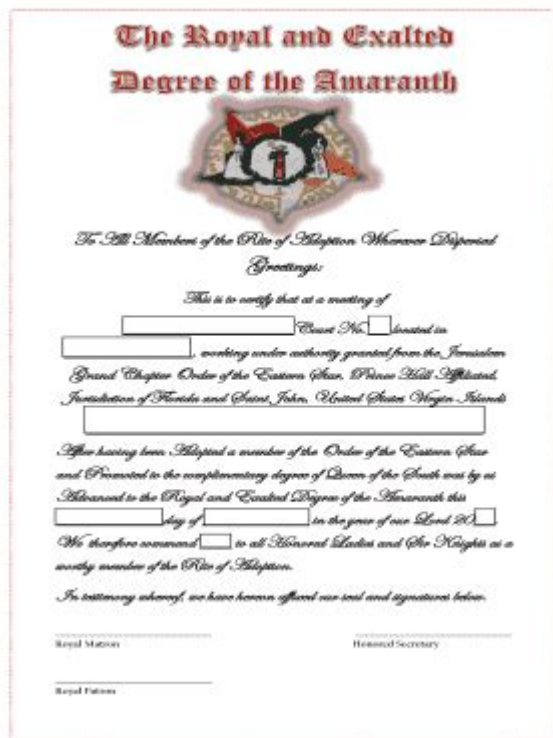 The Royal and Exalted
Degree of the Amaranth
To All Members of the Rite of Adoption Wherever Dispersed
Greetings:
This is to certify that at a meeting of
Court No. located in
, working under authority granted from the Jerusalem
Grand Chapter Order of the Eastern Star, Prince Hall Affiliated,
Jurisdiction of Florida and Saint John, United States Virgin Islands
After having been Adopted a member of the Order of the Eastern Star
and Promoted to the complimentary degree of Queen of the South was by us
Advanced to the Royal and Exalted Degree of the Amaranth this
day of in the year of our Lord 20 .
We therefore commend to all Honored Ladies and Sir Knights as a
worthy member of the Rite of Adoption.
In testimony whereof, we have hereon affixed our seal and signatures below.
Royal Matron Honored Secretary
Royal Patron